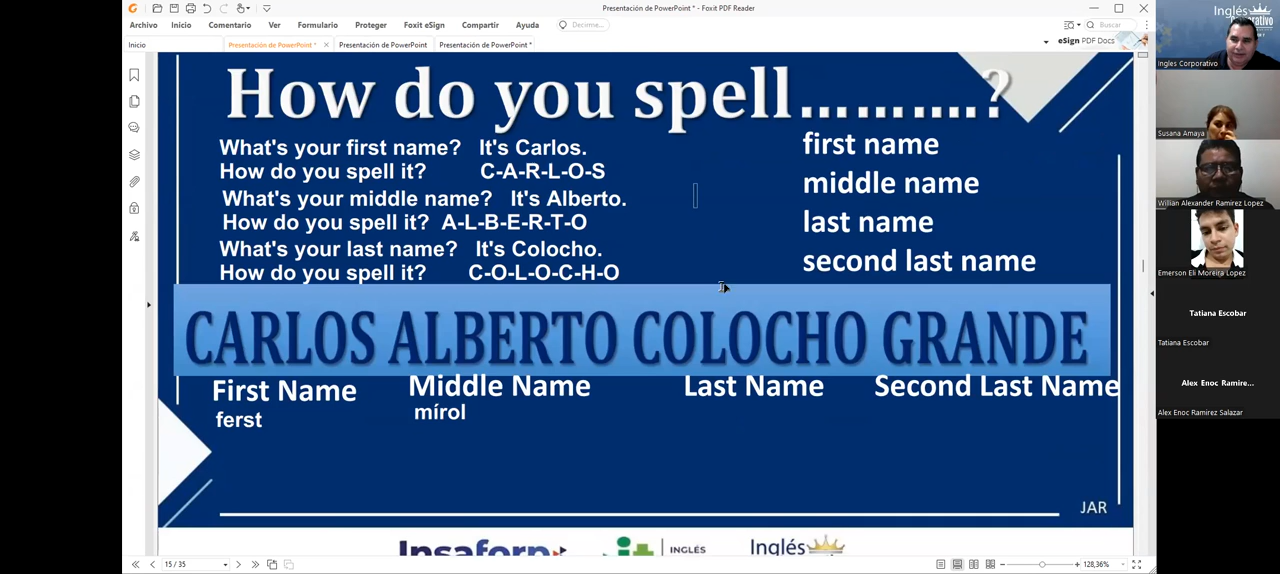 Presentación de PowerPoint * - Foxit PDF Reader
Archivo Inicio Comentario Ver Formulario Proteger Foxit eSign Compartir Ayuda Decirme... Buscar
Inicio Presentación de PowerPoint * × Presentación de PowerPoint Presentación de PowerPoint * eSign PDF Docs
How do you spell……….?
What's your first name? It's Carlos.
How do you spell it? C-A-R-L-O-S
What's your middle name? It's Alberto.
How do you spell it? A-L-B-E-R-T-O
What's your last name? It's Colocho.
How do you spell it? C-O-L-O-C-H-O
first name
middle name
last name
second last name
CARLOS ALBERTO COLOCHO GRANDE
First Name Middle Name Last Name Second Last Name
ferst mírol
JAR
Insaforp INGLÉS Inglés
15 / 35 128,36%
Inglés
Corporativo
Ingles Corporativo
Susana Amaya
Willian Alexander Ramirez Lopez
Emerson Eli Moreira Lopez
Tatiana Escobar
Tatiana Escobar
Alex Enoc Ramire...
Alex Enoc Ramirez Salazar